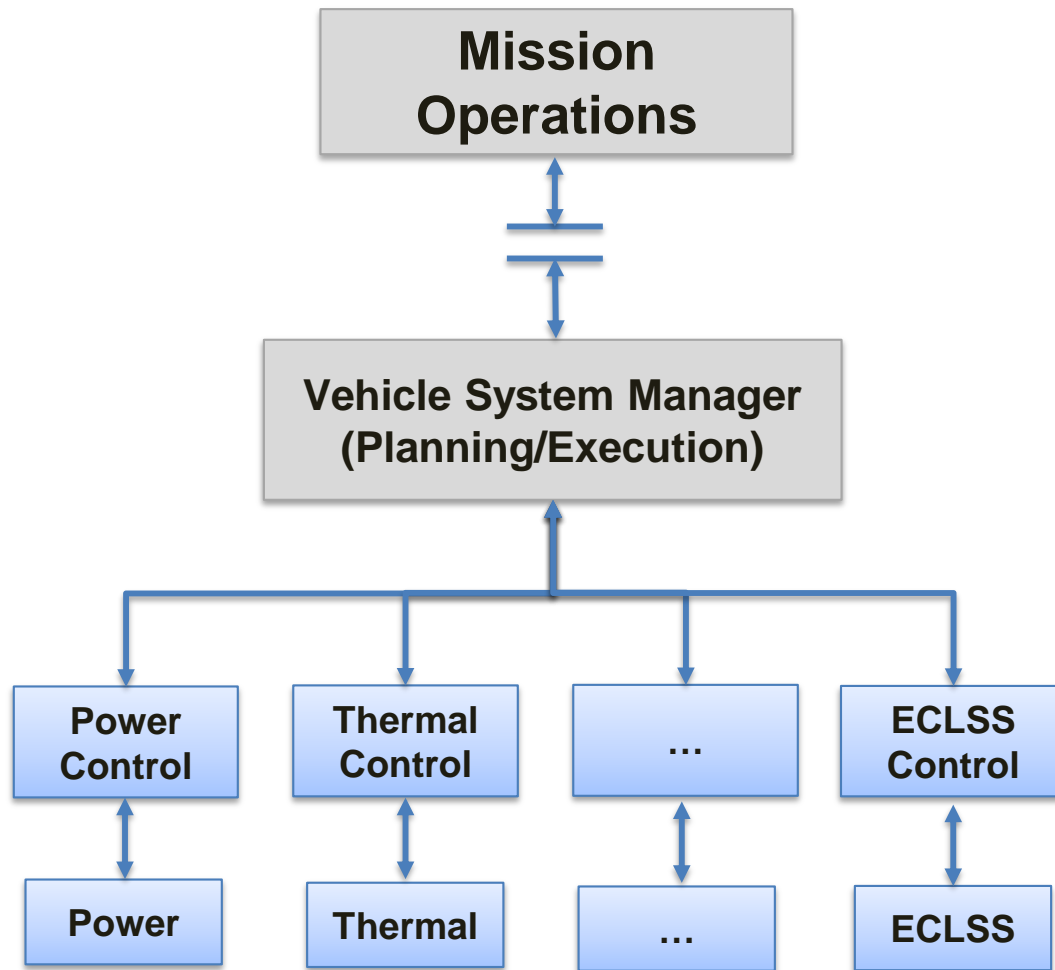 Mission
Operations
Vehicle System Manager
(Planning/Execution)
Power
Control
Thermal
Control
...
ECLSS
Control
Power
Thermal
...
ECLSS